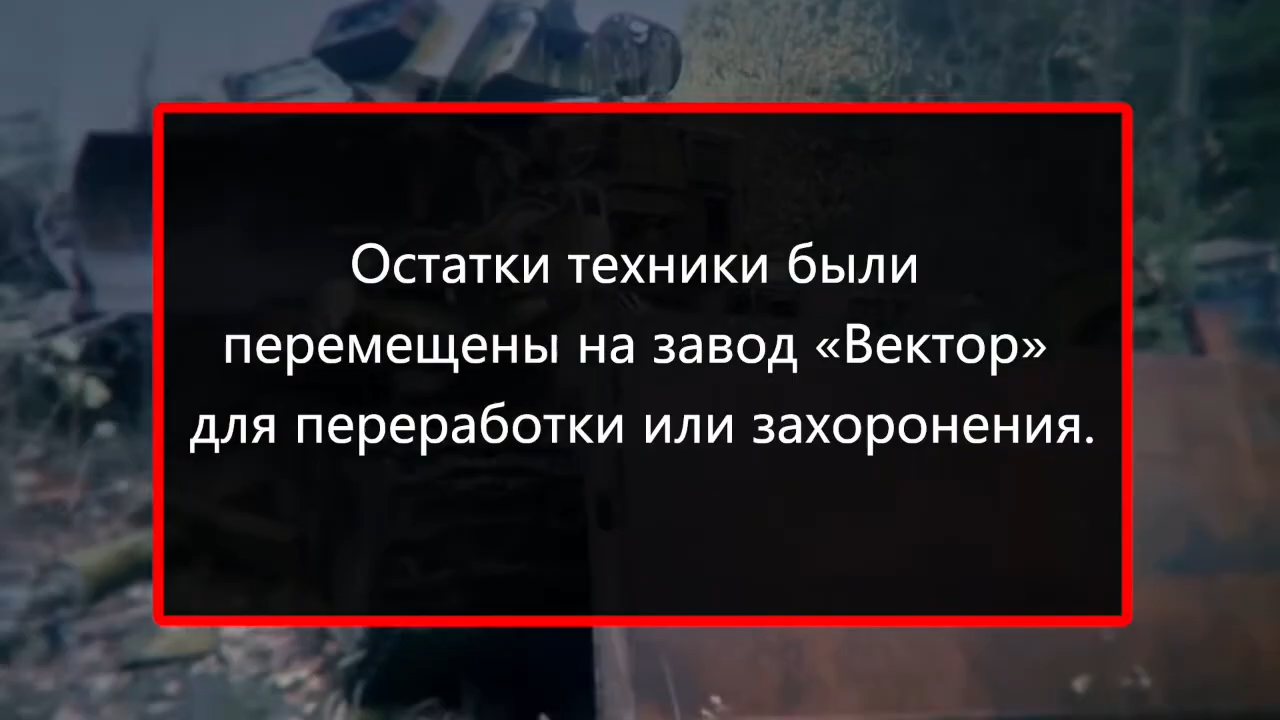 Остатки техники были
перемещены на завод «Вектор»
для переработки или захоронения.